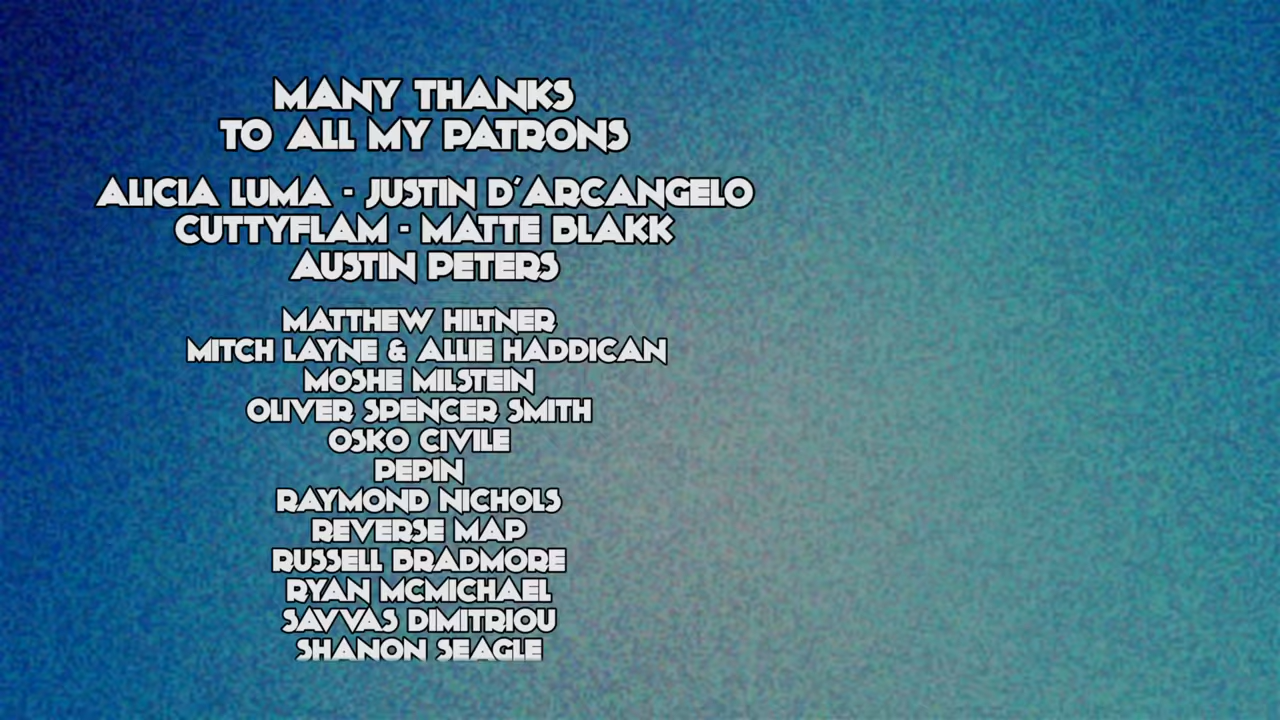 MANY THANKS
TO ALL MY PATRONS
ALICIA LUMA - JUSTIN D'ARCANGELO
CUTTYFLAM - MATTE BLAKK
AUSTIN PETERS
MATTHEW HILTNER
MITCH LAYNE & ALLIE HADDICAN
MOSHE MILSTEIN
OLIVER SPENCER SMITH
OSKO CIVILE
PEPIN
RAYMOND NICHOLS
REVERSE MAP
RUSSELL BRADMORE
RYAN MCMICHAEL
SAVVAS DIMITRIOU
SHANON SEAGLE